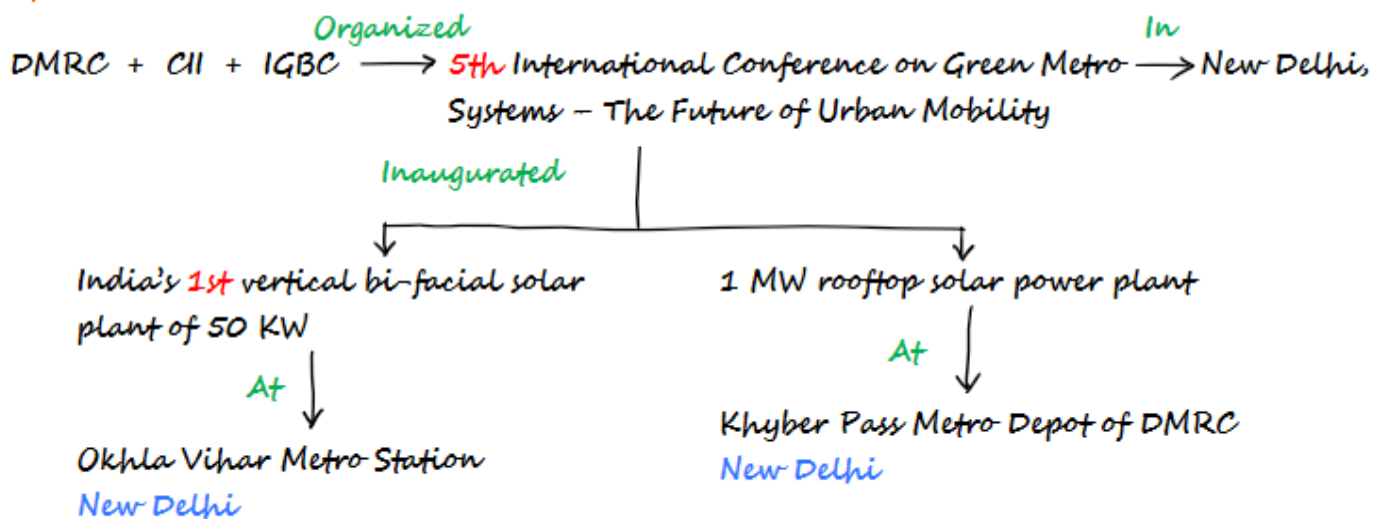 Organized
In
DMRC + CII + IGBC → 5th International Conference on Green Metro → New Delhi,
Systems – The Future of Urban Mobility
Inaugurated
India's 1st vertical bi-facial solar
plant of 50 KW
1 MW rooftop solar power plant
At
At
Okhla Vihar Metro Station
New Delhi
Khyber Pass Metro Depot of DMRC
New Delhi